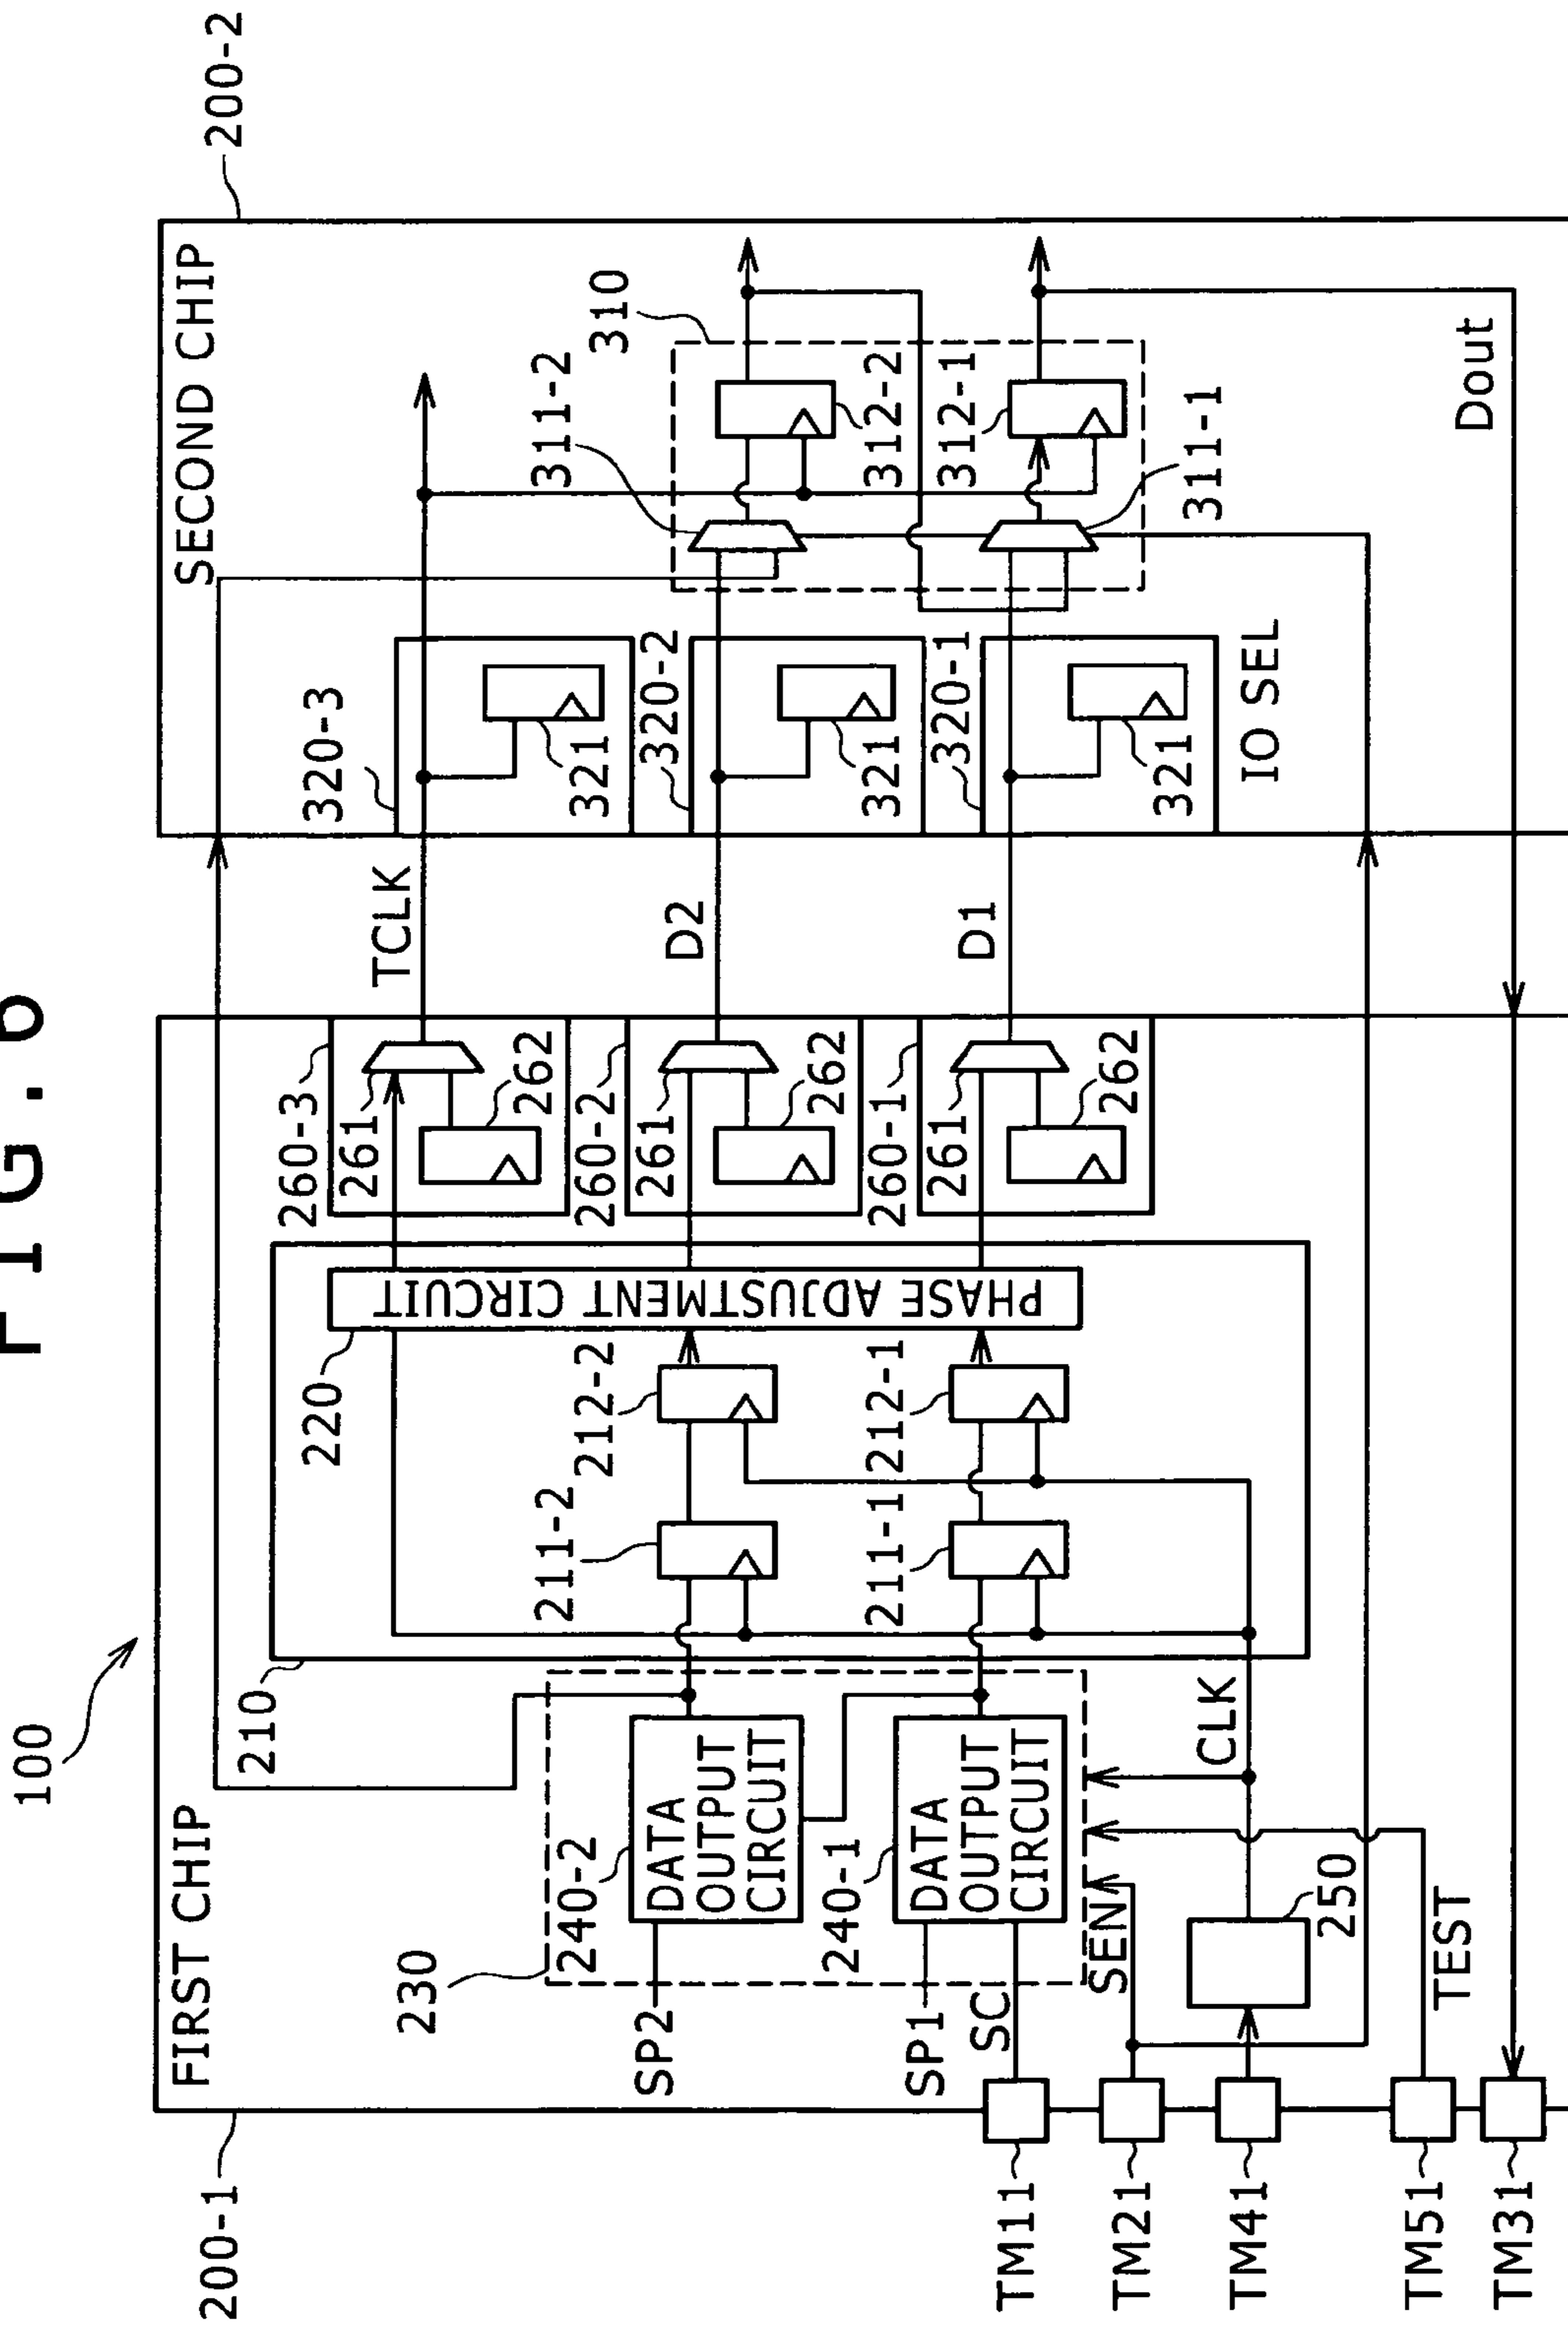 FIG. 6
100
200-1
200-2
FIRST CHIP
SECOND CHIP
210
220
260-3
261
262
TCLK
320-3
321
230
240-2
DATA
OUTPUT
CIRCUIT
SP2
211-2
212-2
PHASE ADJUSTMENT CIRCUIT
260-2
261
262
D2
320-2
321
311-2
310
312-2
240-1
DATA
OUTPUT
CIRCUIT
SP1
SC
211-1
212-1
260-1
261
262
D1
320-1
321
312-1
311-1
IO SEL
SEN
CLK
250
TEST
Dout
TM11
TM21
TM41
TM51
TM31